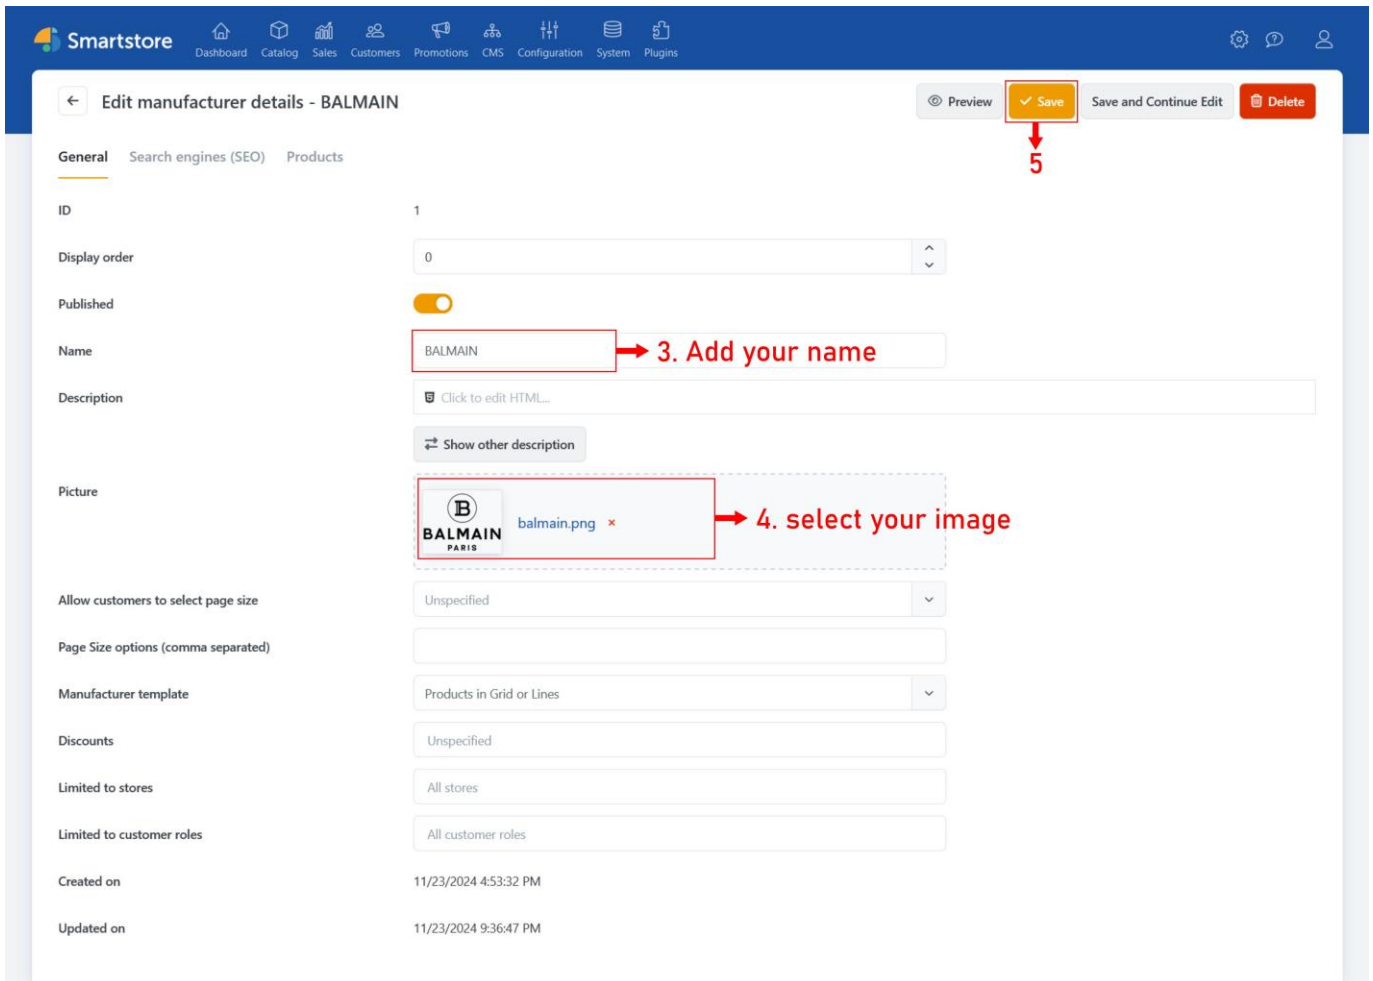 Smartstore
Dashboard Catalog Sales Customers Promotions CMS Configuration System Plugins
Edit manufacturer details - BALMAIN
Preview Save Save and Continue Edit Delete
5
General Search engines (SEO) Products
ID 1
Display order 0
Published
Name BALMAIN 3. Add your name
Description Click to edit HTML...
Show other description
Picture
B
BALMAIN
PARIS
balmain.png × 4. select your image
Allow customers to select page size Unspecified
Page Size options (comma separated)
Manufacturer template Products in Grid or Lines
Discounts Unspecified
Limited to stores All stores
Limited to customer roles All customer roles
Created on 11/23/2024 4:53:32 PM
Updated on 11/23/2024 9:36:47 PM